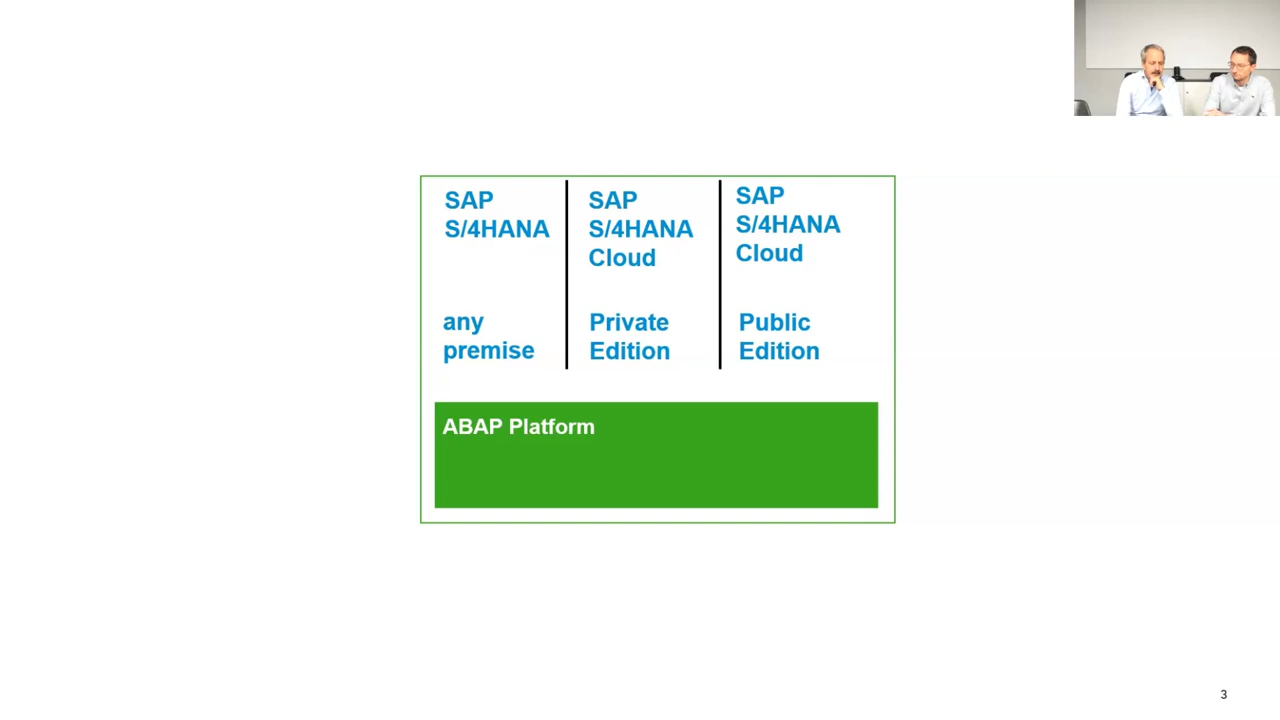 SAP
S/4HANA
any
premise
SAP
S/4HANA
Cloud
Private
Edition
SAP
S/4HANA
Cloud
Public
Edition
ABAP Platform
3